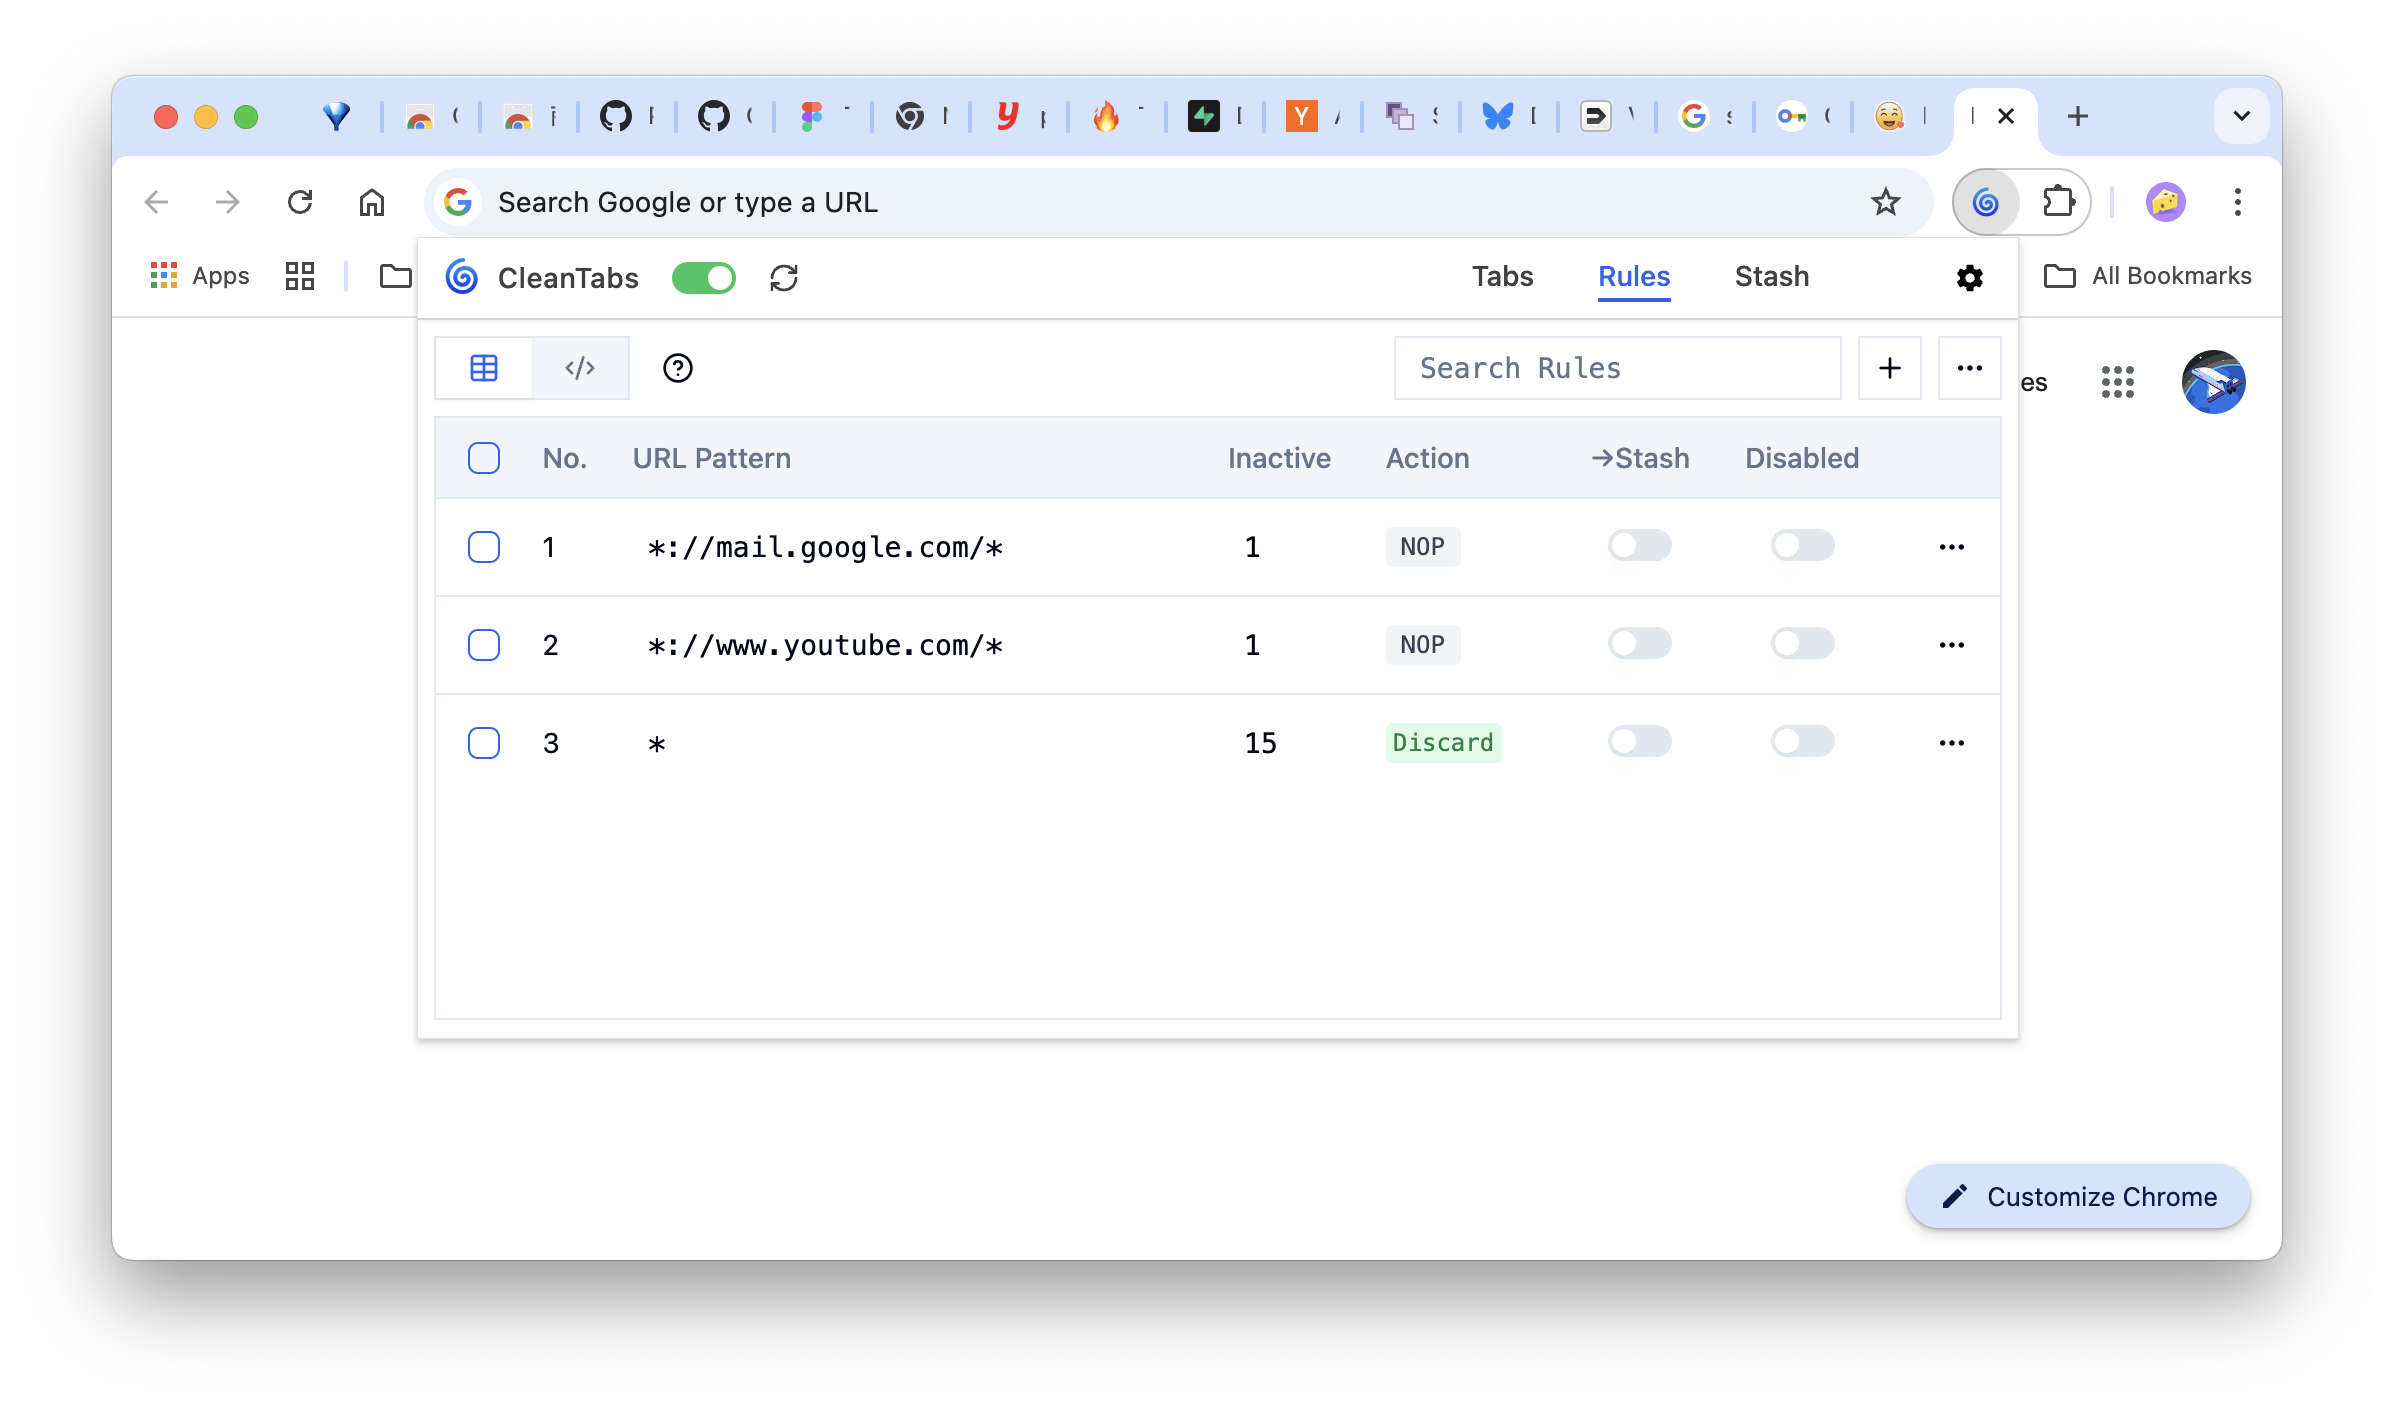 Search Google or type a URL
Apps
All Bookmarks
CleanTabs
Tabs Rules Stash
Search Rules
es
No. URL Pattern Inactive Action →Stash Disabled
1 *://mail.google.com/* 1 NOP
2 *://www.youtube.com/* 1 NOP
3 * 15 Discard
Customize Chrome